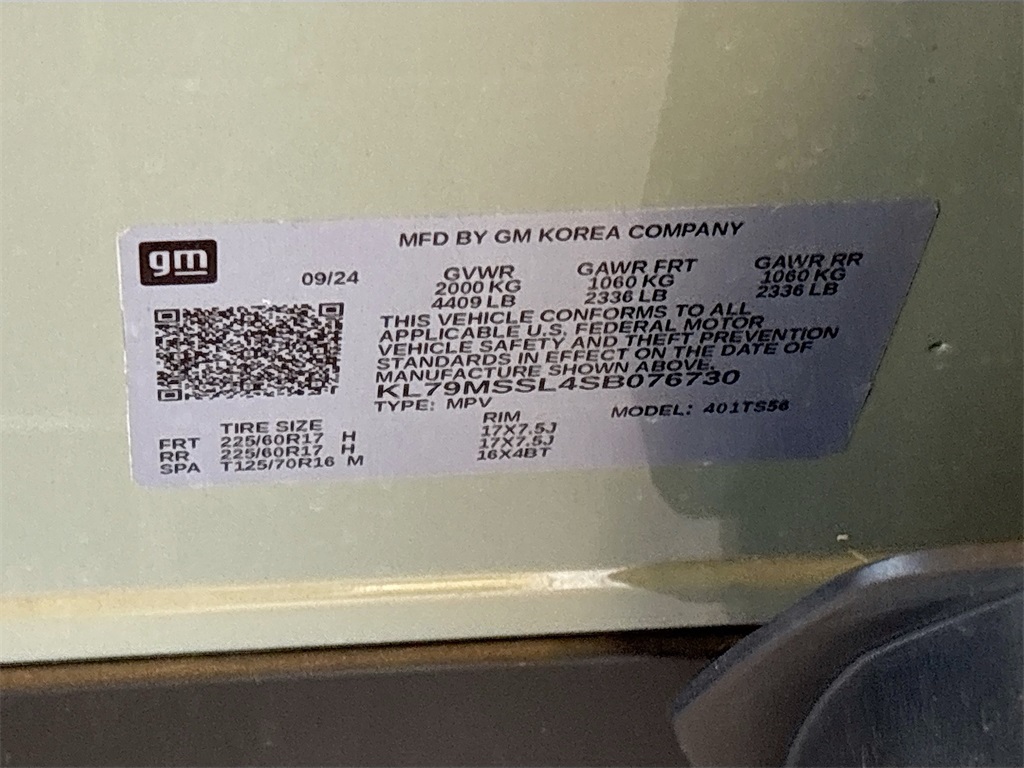 gm
MFD BY GM KOREA COMPANY
09/24
GVWR GAWR FRT GAWR RR
2000 KG 1060 KG 1060 KG
4409 LB 2336 LB 2336 LB
THIS VEHICLE CONFORMS TO ALL
APPLICABLE U.S. FEDERAL MOTOR
VEHICLE SAFETY AND THEFT PREVENTION
STANDARDS IN EFFECT ON THE DATE OF
MANUFACTURE SHOWN ABOVE.
KL79MSSL4SB076730
TYPE: MPV MODEL: 401TS56
TIRE SIZE RIM
FRT 225/60R17 H 17X7.5J
RR 225/60R17 H 17X7.5J
SPA T125/70R16 M 16X4BT